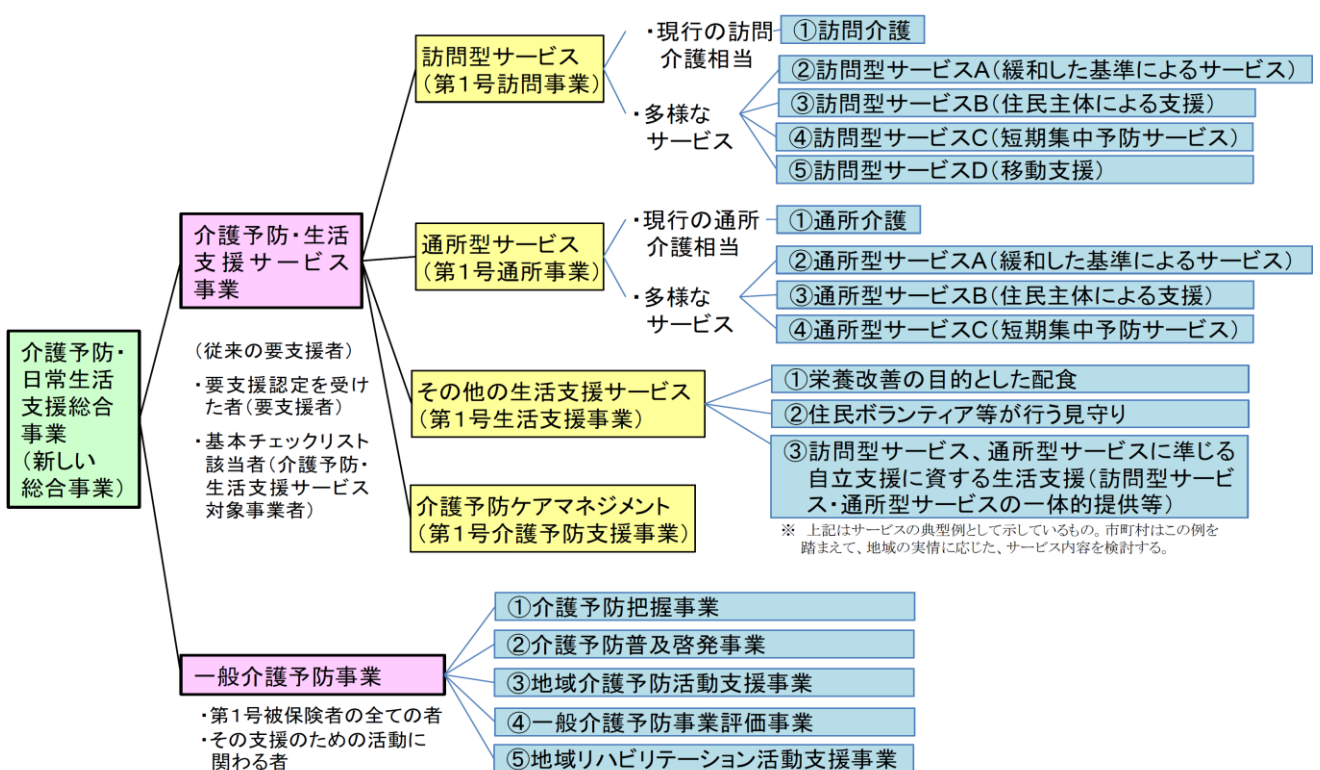 介護予防・
日常生活
支援総合
事業
(新しい
総合事業)
介護予防・生活
支援サービス
事業
(従来の要支援者)
・要支援認定を受け
た者(要支援者)
・基本チェックリスト
該当者(介護予防・
生活支援サービス
対象事業者)
訪問型サービス
(第1号訪問事業)
・現行の訪問
介護相当
①訪問介護
・多様な
サービス
②訪問型サービスA(緩和した基準によるサービス)
③訪問型サービスB(住民主体による支援)
④訪問型サービスC(短期集中予防サービス)
⑤訪問型サービスD(移動支援)
通所型サービス
(第1号通所事業)
・現行の通所
介護相当
①通所介護
・多様な
サービス
②通所型サービスA(緩和した基準によるサービス)
③通所型サービスB(住民主体による支援)
④通所型サービスC(短期集中予防サービス)
その他の生活支援サービス
(第1号生活支援事業)
①栄養改善の目的とした配食
②住民ボランティア等が行う見守り
③訪問型サービス、通所型サービスに準じる
自立支援に資する生活支援(訪問型サービ
ス・通所型サービスの一体的提供等)
※ 上記はサービスの典型例として示しているもの。市町村はこの例を
踏まえて、地域の実情に応じた、サービス内容を検討する。
介護予防ケアマネジメント
(第1号介護予防支援事業)
一般介護予防事業
・第1号被保険者の全ての者
・その支援のための活動に
関わる者
①介護予防把握事業
②介護予防普及啓発事業
③地域介護予防活動支援事業
④一般介護予防事業評価事業
⑤地域リハビリテーション活動支援事業